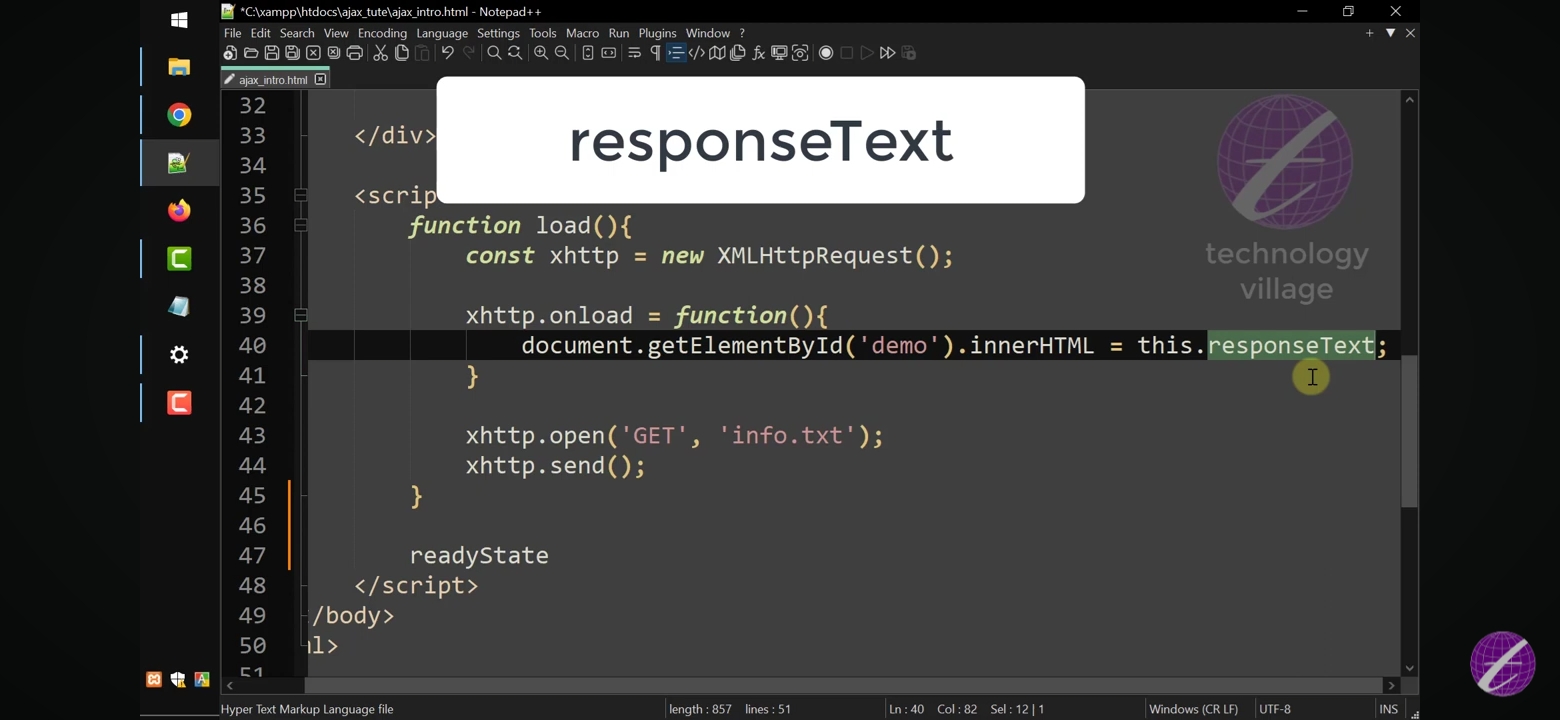 *C:\xampp\htdocs\ajax_tute\ajax_intro.html - Notepad++
File Edit Search View Encoding Language Settings Tools Macro Run Plugins Window ?
ajax_intro.html
responseText
technology
village
32
33 </div>
34
35 <scrip
36 function load(){
37 const xhttp = new XMLHttpRequest();
38
39 xhttp.onload = function(){
40 document.getElementById('demo').innerHTML = this.responseText;
41 }
42
43 xhttp.open('GET', 'info.txt');
44 xhttp.send();
45 }
46
47 readyState
48 </script>
49 /body>
50 l>
51
Hyper Text Markup Language file length : 857 lines : 51 Ln : 40 Col : 82 Sel : 12 | 1 Windows (CR LF) UTF-8 INS